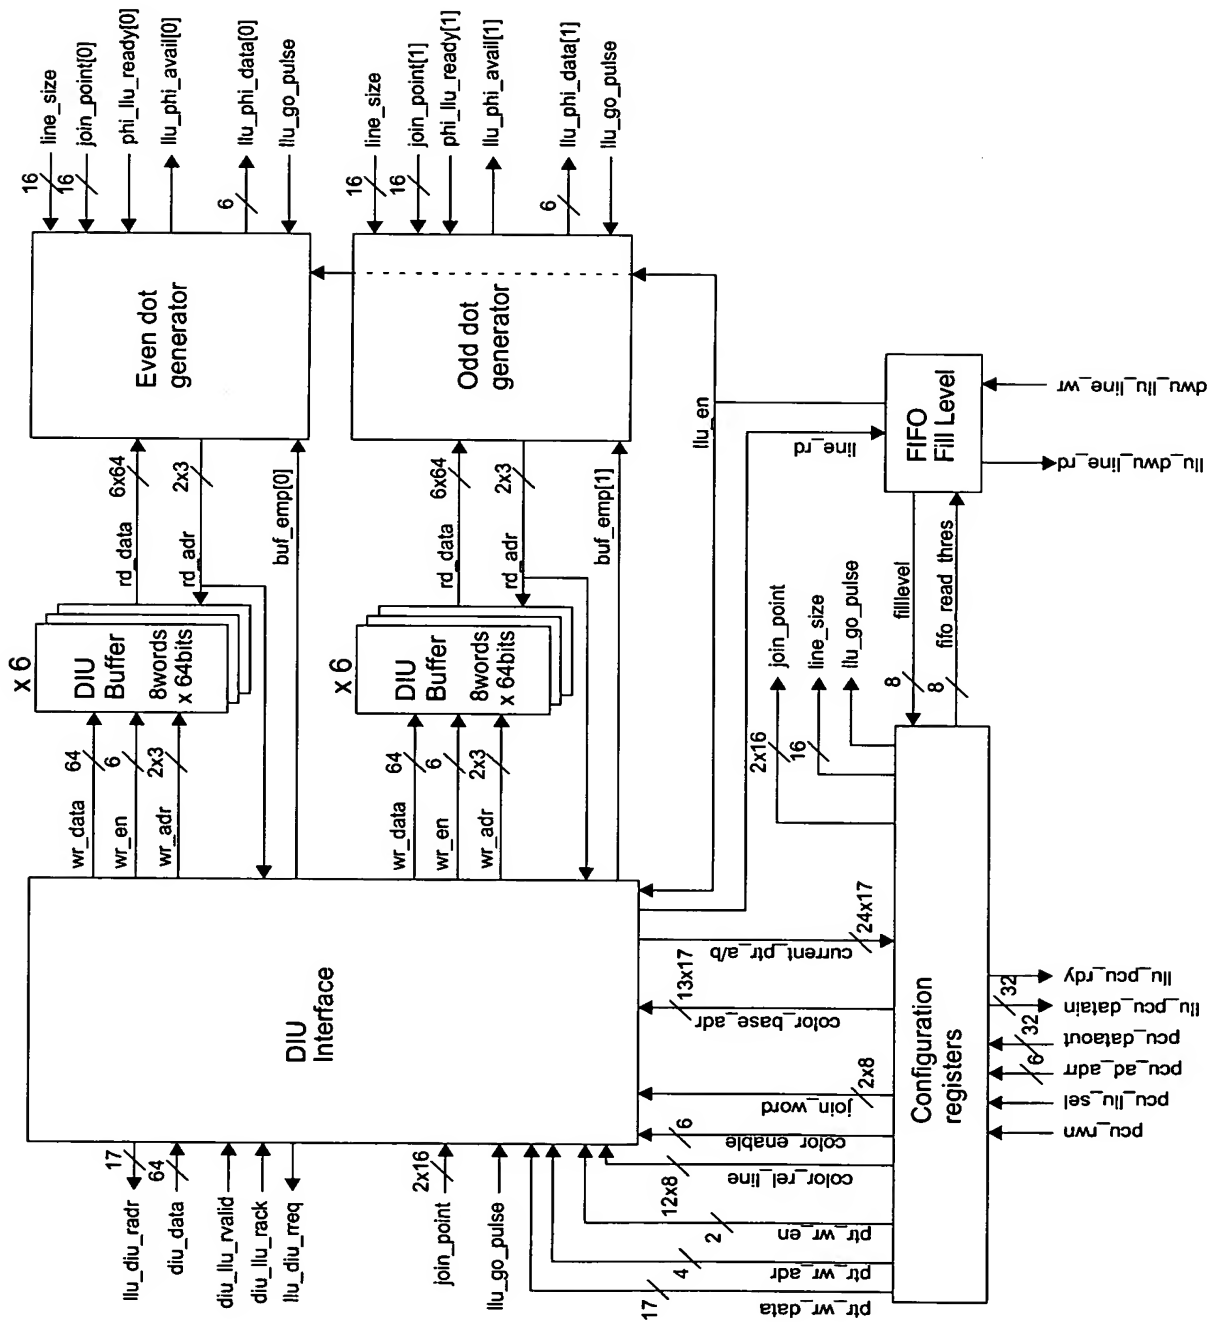 line_size
16
join_point[0]
16
phi_llu_ready[0]
llu_phi_avail[0]
llu_phi_data[0]
6
llu_go_pulse
line_size
16
join_point[1]
16
phi_llu_ready[1]
llu_phi_avail[1]
llu_phi_data[1]
6
llu_go_pulse
Even dot
generator
Odd dot
generator
rd_data
6x64
rd_adr
2x3
buf_emp[0]
rd_data
6x64
rd_adr
2x3
buf_emp[1]
llu_en
line_rd
FIFO
Fill Level
dwu_llu_line_wr
llu_dwu_line_rd
x 6
DIU
Buffer
8words
x 64bits
x 6
DIU
Buffer
8words
x 64bits
join_point
line_size
llu_go_pulse
2x16
16
filllevel
8
fifo_read_thres
8
wr_data
64
wr_en
6
wr_adr
2x3
wr_data
64
wr_en
6
wr_adr
2x3
DIU
Interface
current_ptr_a/b
24x17
color_base_adr
13x17
join_word
2x8
color_enable
6
color_rel_line
12x8
ptr_wr_en
2
ptr_wr_adr
4
ptr_wr_data
17
Configuration
registers
llu_pcu_rdy
llu_pcu_datain
32
pcu_dataout
32
pcu_ad_adrr
6
pcu_llu_sel
pcu_rwn
llu_diu_radr
17
diu_data
64
diu_llu_rvalid
diu_llu_rack
llu_diu_rreq
join_point
2x16
llu_go_pulse